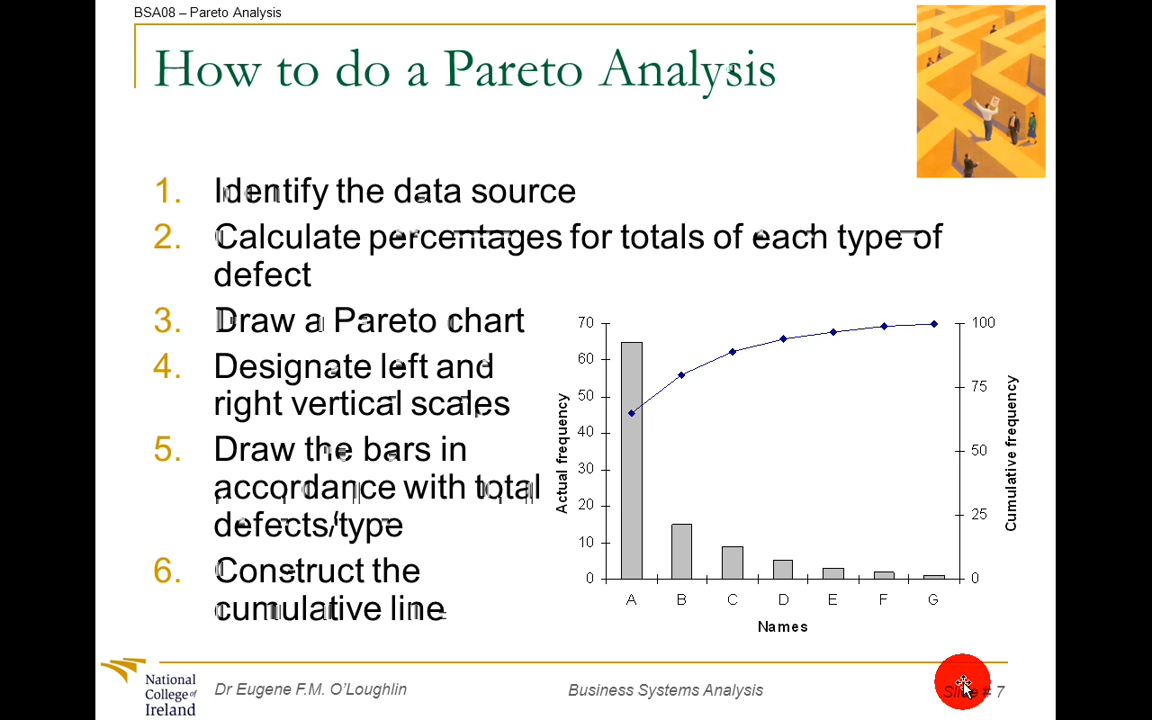 BSA08 – Pareto Analysis
How to do a Pareto Analysis
1. Identify the data source
2. Calculate percentages for totals of each type of
defect
3. Draw a Pareto chart
4. Designate left and
right vertical scales
5. Draw the bars in
accordance with total
defects/type
6. Construct the
cumulative line
70
60
50
40
30
20
10
0
Actual frequency
100
75
50
25
0
Cumulative frequency
A B C D E F G
Names
National
College of
Ireland
Dr Eugene F.M. O'Loughlin
Business Systems Analysis
Slide # 7